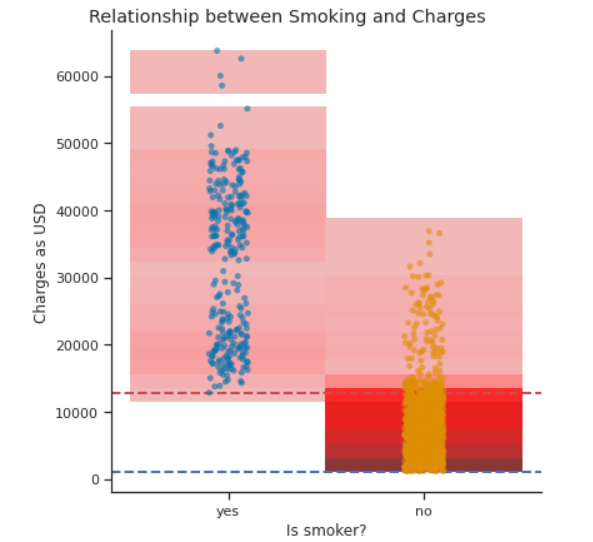 Relationship between Smoking and Charges
60000
50000
40000
30000
20000
10000
0
Charges as USD
yes
no
Is smoker?